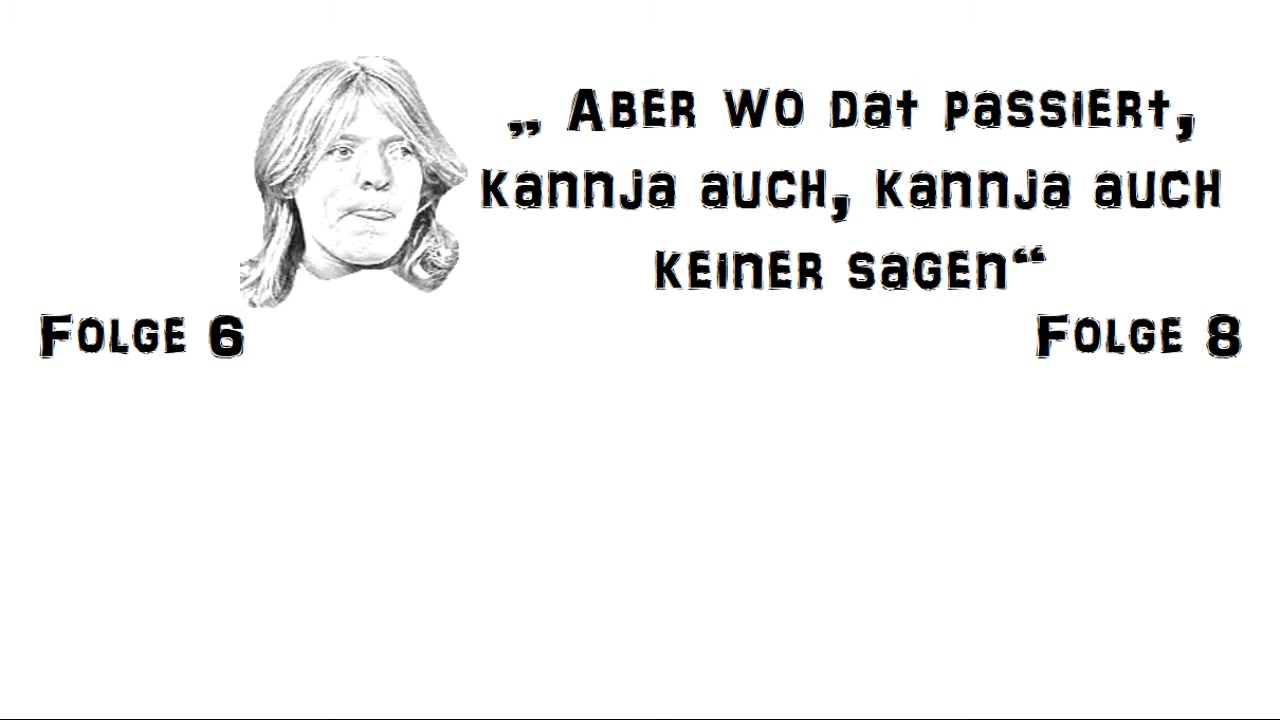 „ Aber wo dat passiert,
kannja auch, kannja auch
keiner sagen“
Folge 6
Folge 8